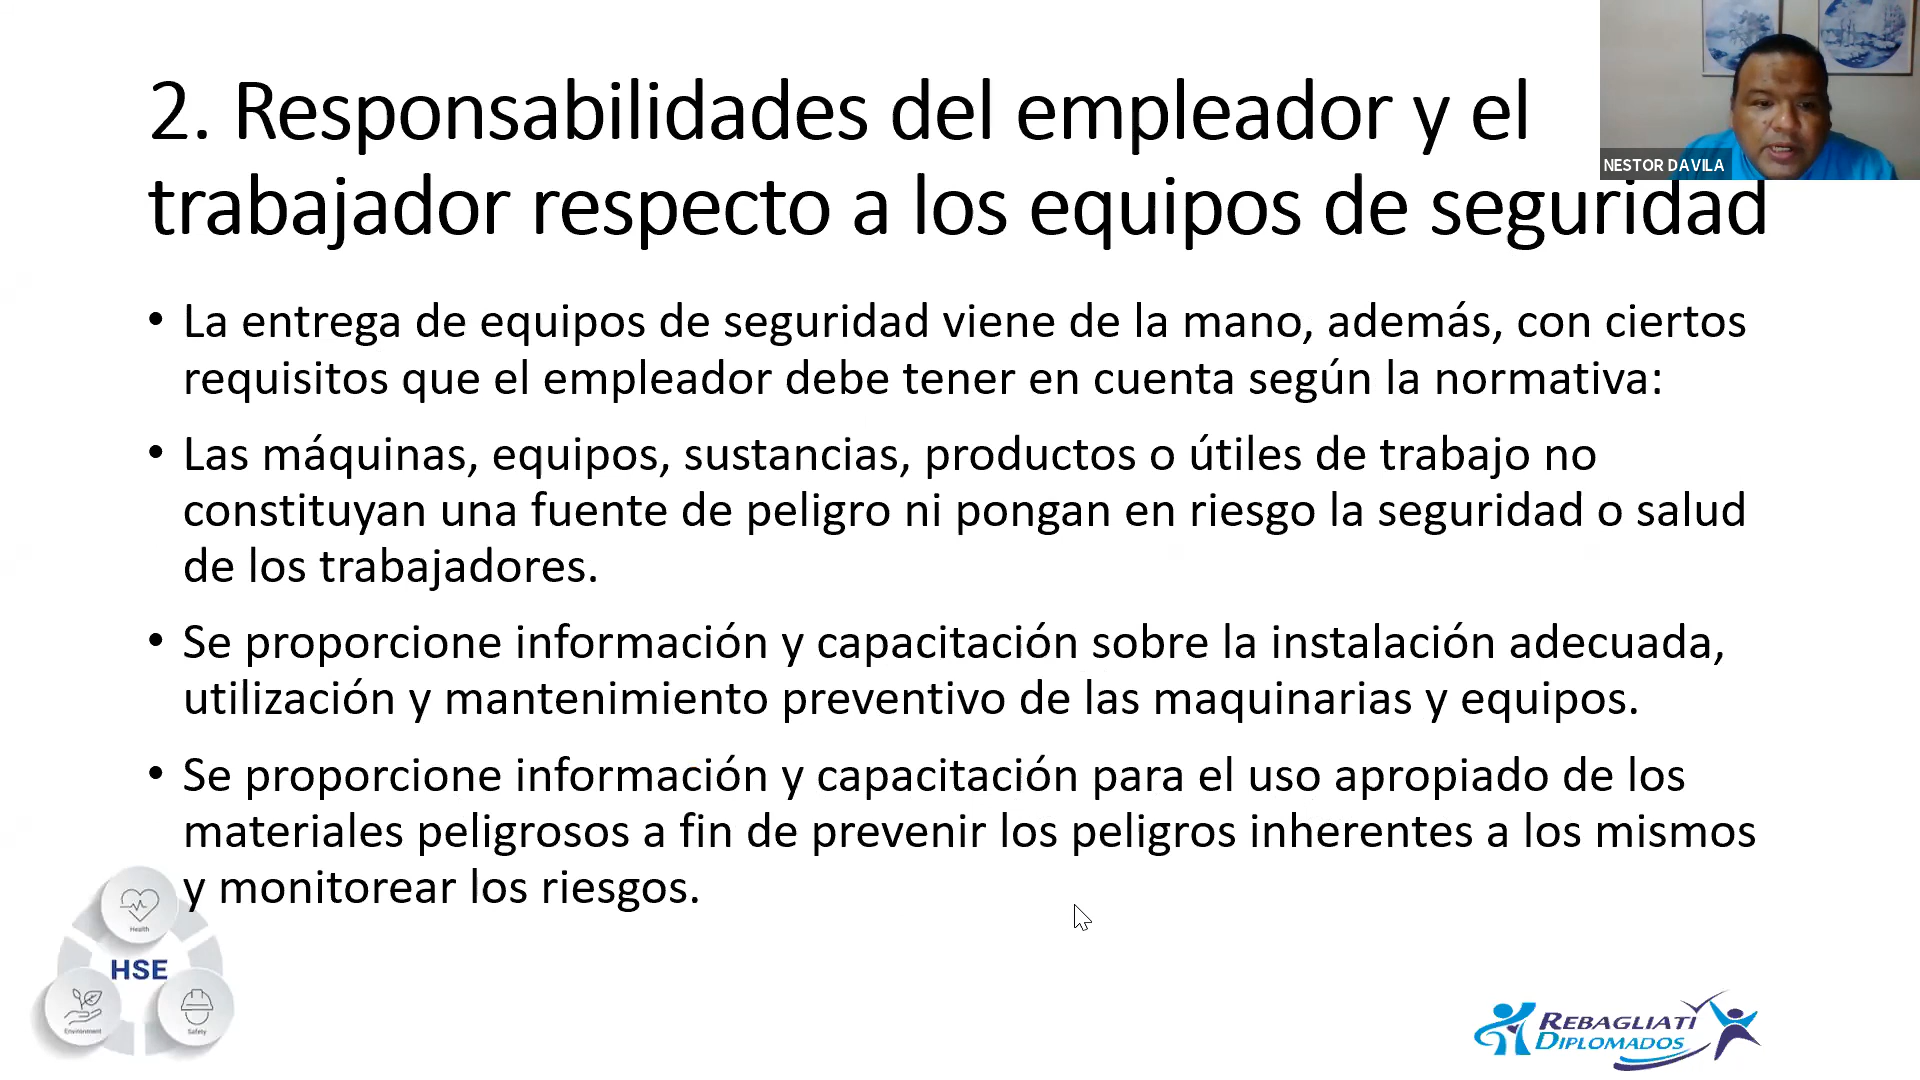 2. Responsabilidades del empleador y el
trabajador respecto a los equipos de seguridad
NESTOR DAVILA
• La entrega de equipos de seguridad viene de la mano, además, con ciertos
requisitos que el empleador debe tener en cuenta según la normativa:
• Las máquinas, equipos, sustancias, productos o útiles de trabajo no
constituyan una fuente de peligro ni pongan en riesgo la seguridad o salud
de los trabajadores.
• Se proporcione información y capacitación sobre la instalación adecuada,
utilización y mantenimiento preventivo de las maquinarias y equipos.
• Se proporcione información y capacitación para el uso apropiado de los
materiales peligrosos a fin de prevenir los peligros inherentes a los mismos
y monitorear los riesgos.
Health
HSE
Environment
Safety
REBAGLIATI
DIPLOMADOS